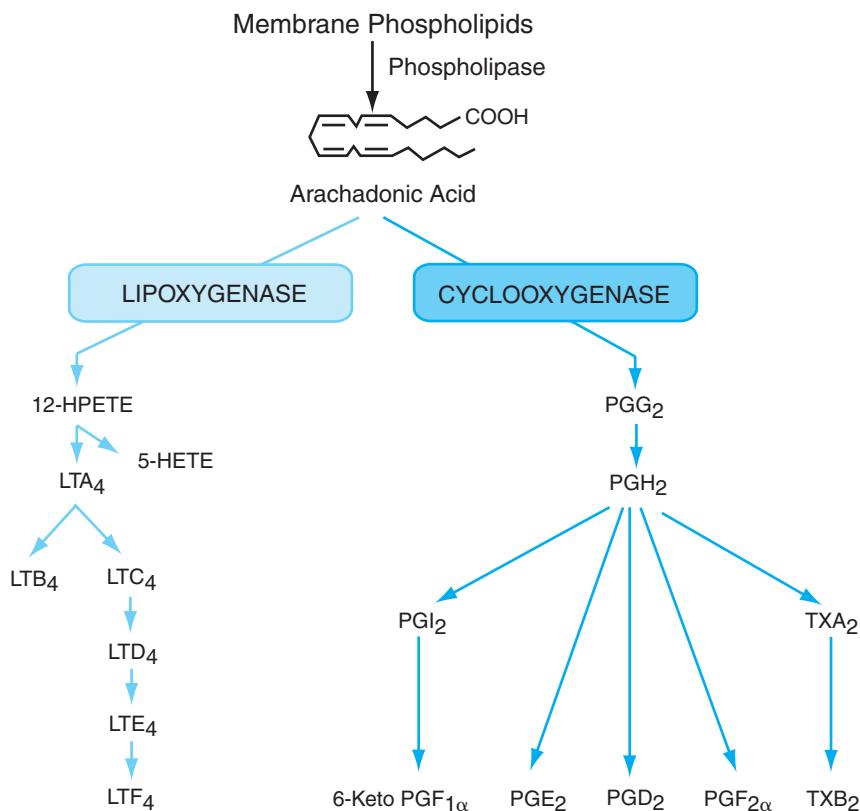 Membrane Phospholipids
Phospholipase
COOH
Arachadonic Acid
LIPOXYGENASE
CYCLOOXYGENASE
12-HPETE
5-HETE
LTA4
LTB4
LTC4
LTD4
LTE4
LTF4
PGG2
PGH2
PGI2
TXA2
6-Keto PGF1α
PGE2
PGD2
PGF2α
TXB2